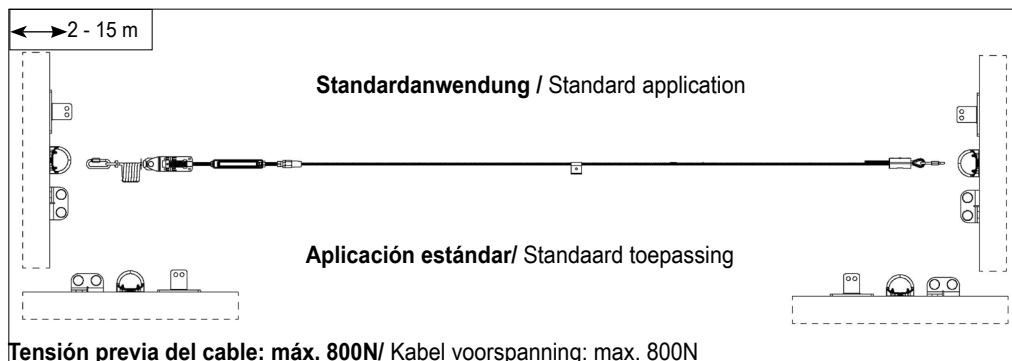 2 - 15 m
Standardanwendung / Standard application
Aplicación estándar/ Standaard toepassing
Tensión previa del cable: máx. 800N/ Kabel voorspanning: max. 800N